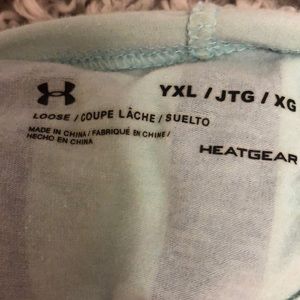 YXL / JTG / XG
LOOSE / COUPE LÂCHE / SUELTO
MADE IN CHINA / FABRIQUÉ EN CHINE /
HECHO EN CHINA
HEATGEAR